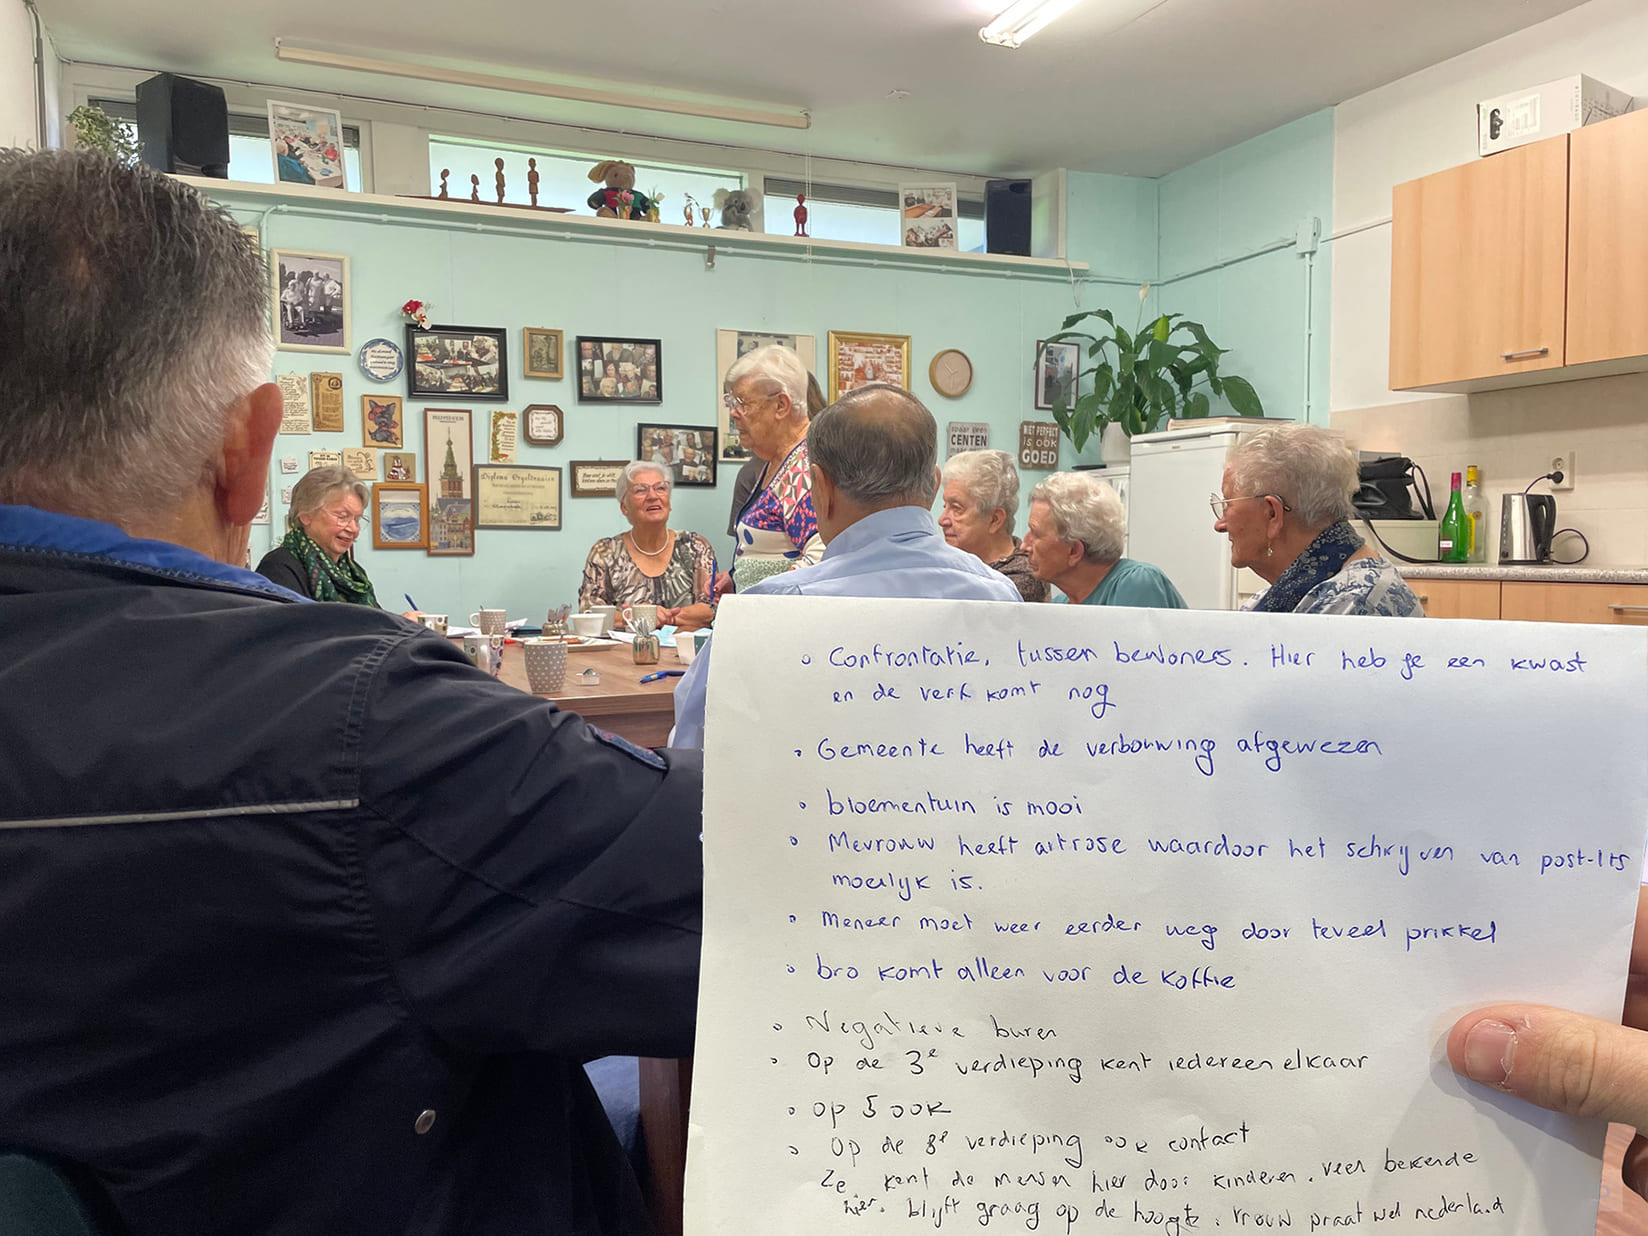 Diploma Orgeldraaien
spaar geen
CENTEN
NIET PERFECT
is ook
GOED
Confrontatie, tussen bewoners. Hier heb je een kwast
en de verf komt nog
Gemeente heeft de verbouwing afgewezen
bloementuin is mooi
Mevrouw heeft artrose waardoor het schrijven van post-its
moeilijk is.
Meneer moet weer eerder weg door teveel prikkel
bro komt alleen voor de koffie
Negatieve buren
Op de 3e verdieping kent iedereen elkaar
op 5 ook
Op de 8e verdieping ook contact
Ze kent de mensen hier door kinderen. veel bekende
hier. blijft graag op de hoogte. vrouw praat wel nederland